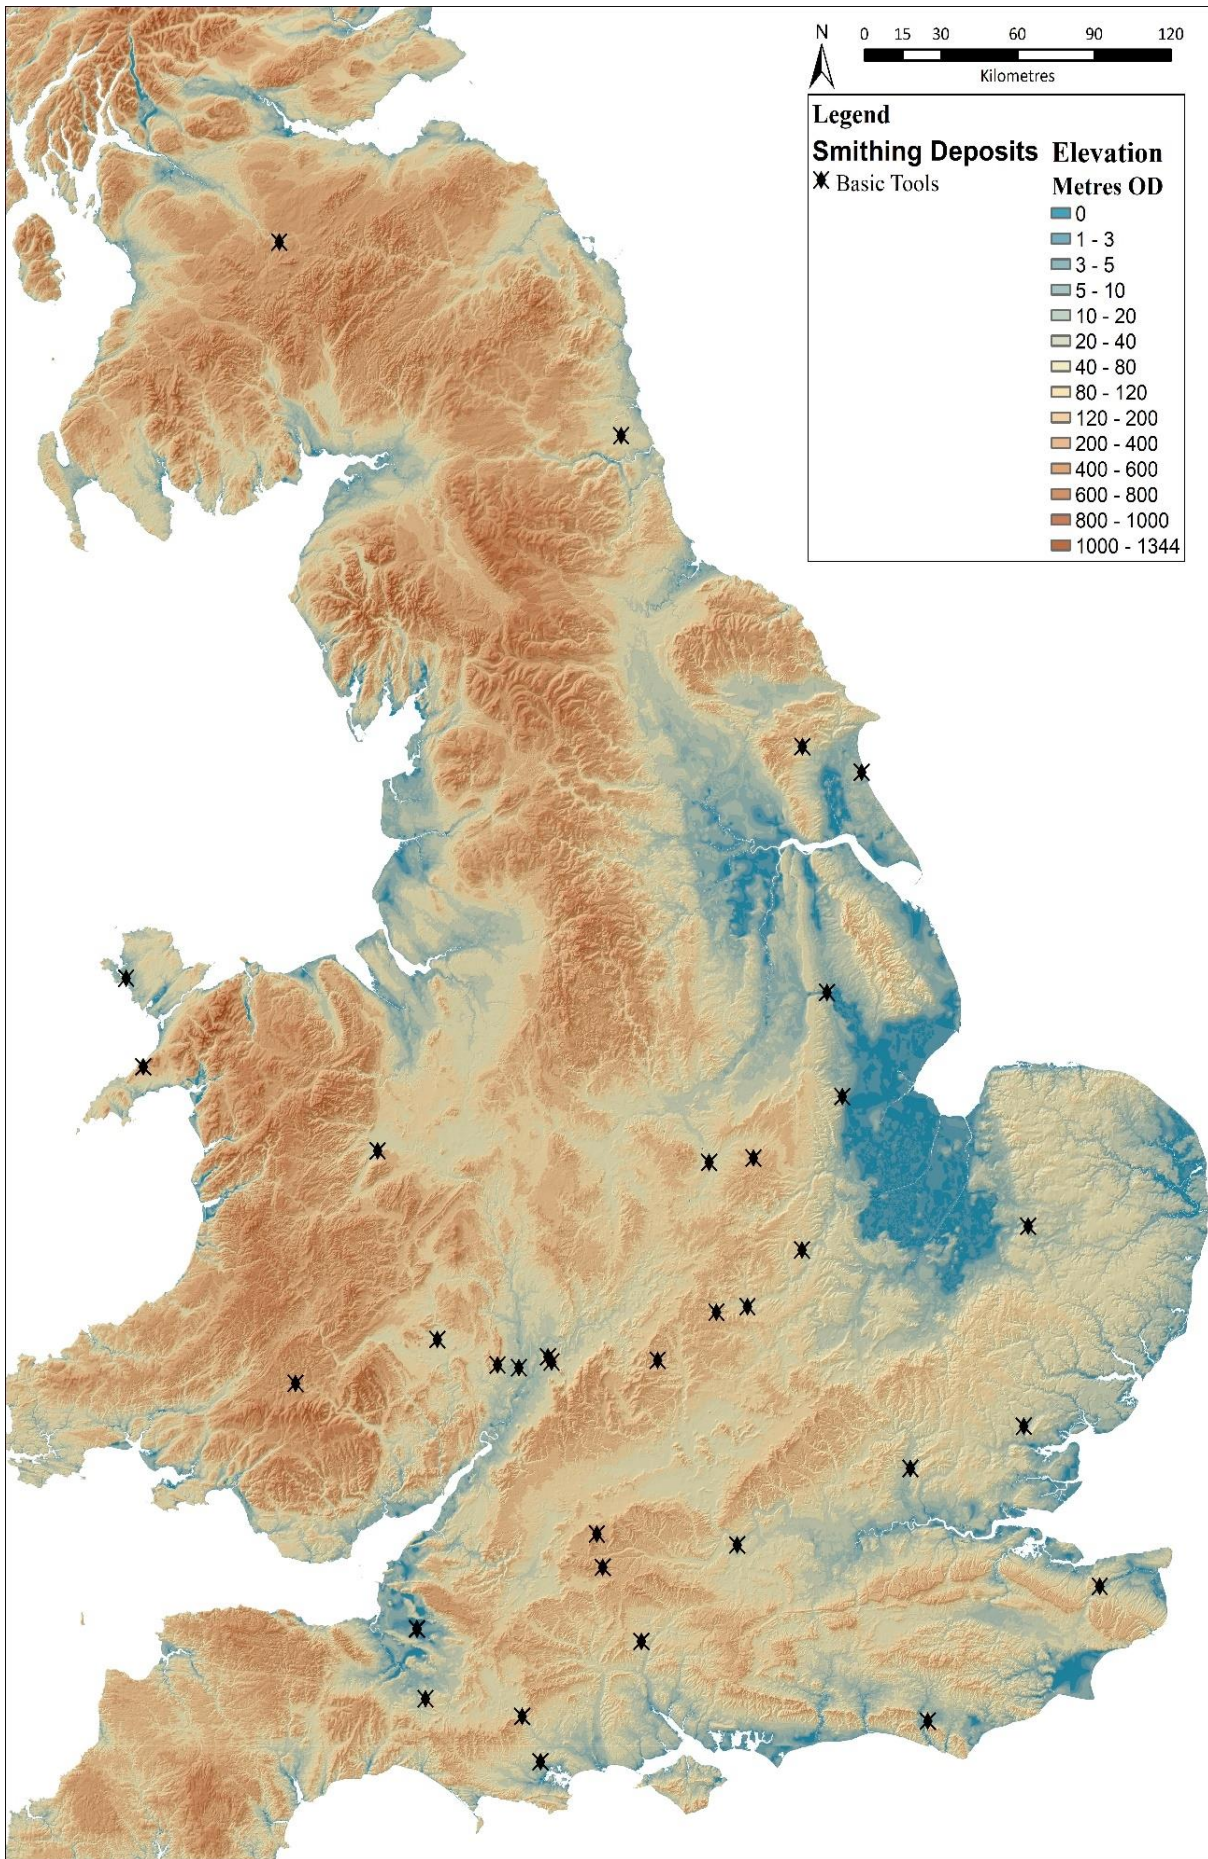 N
0 15 30 60 90 120
Kilometres
Legend
Smithing Deposits
Basic Tools
Elevation
Metres OD
0
1 - 3
3 - 5
5 - 10
10 - 20
20 - 40
40 - 80
80 - 120
120 - 200
200 - 400
400 - 600
600 - 800
800 - 1000
1000 - 1344